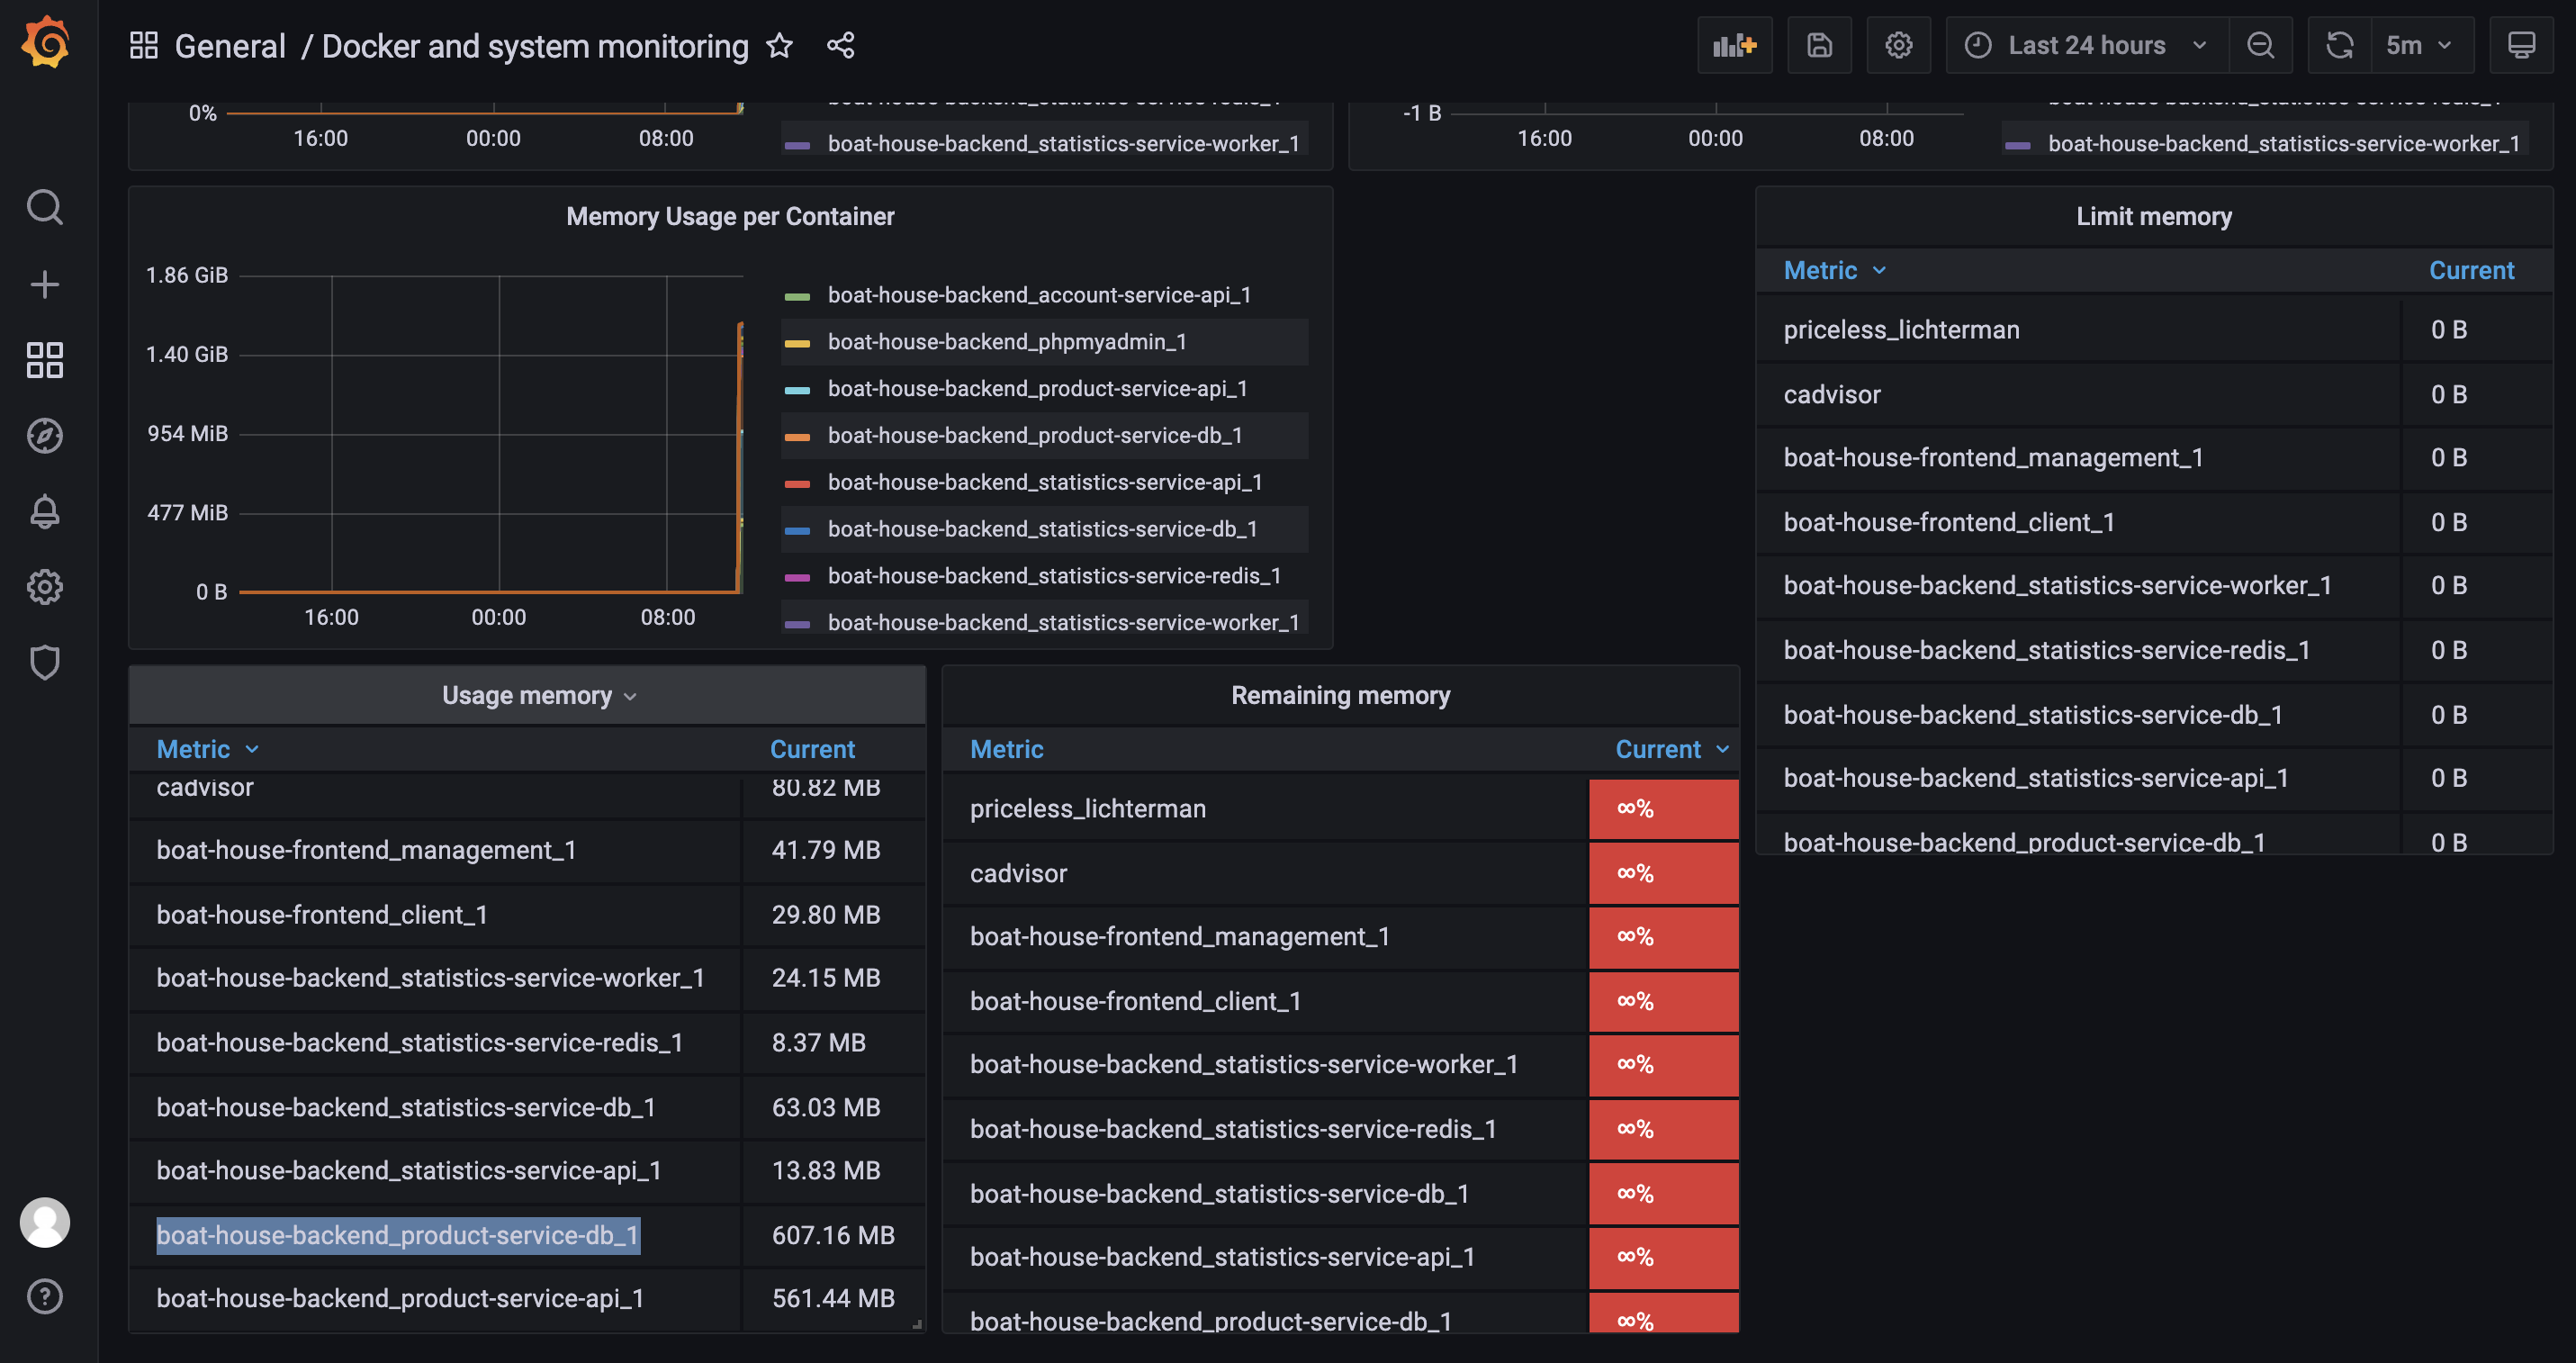 General / Docker and system monitoring
Last 24 hours
5m
0%
16:00 00:00 08:00
boat-house-backend_statistics-service-redis_1
boat-house-backend_statistics-service-worker_1
-1 B
16:00 00:00 08:00
boat-house-backend_statistics-service-redis_1
boat-house-backend_statistics-service-worker_1
Memory Usage per Container
1.86 GiB
1.40 GiB
954 MiB
477 MiB
0 B
16:00 00:00 08:00
boat-house-backend_account-service-api_1
boat-house-backend_phpmyadmin_1
boat-house-backend_product-service-api_1
boat-house-backend_product-service-db_1
boat-house-backend_statistics-service-api_1
boat-house-backend_statistics-service-db_1
boat-house-backend_statistics-service-redis_1
boat-house-backend_statistics-service-worker_1
Limit memory
Metric Current
priceless_lichterman 0 B
cadvisor 0 B
boat-house-frontend_management_1 0 B
boat-house-frontend_client_1 0 B
boat-house-backend_statistics-service-worker_1 0 B
boat-house-backend_statistics-service-redis_1 0 B
boat-house-backend_statistics-service-db_1 0 B
boat-house-backend_statistics-service-api_1 0 B
boat-house-backend_product-service-db_1 0 B
Usage memory
Metric Current
cadvisor 80.82 MB
boat-house-frontend_management_1 41.79 MB
boat-house-frontend_client_1 29.80 MB
boat-house-backend_statistics-service-worker_1 24.15 MB
boat-house-backend_statistics-service-redis_1 8.37 MB
boat-house-backend_statistics-service-db_1 63.03 MB
boat-house-backend_statistics-service-api_1 13.83 MB
boat-house-backend_product-service-db_1 607.16 MB
boat-house-backend_product-service-api_1 561.44 MB
Remaining memory
Metric Current
priceless_lichterman ∞%
cadvisor ∞%
boat-house-frontend_management_1 ∞%
boat-house-frontend_client_1 ∞%
boat-house-backend_statistics-service-worker_1 ∞%
boat-house-backend_statistics-service-redis_1 ∞%
boat-house-backend_statistics-service-db_1 ∞%
boat-house-backend_statistics-service-api_1 ∞%
boat-house-backend_product-service-db_1 ∞%